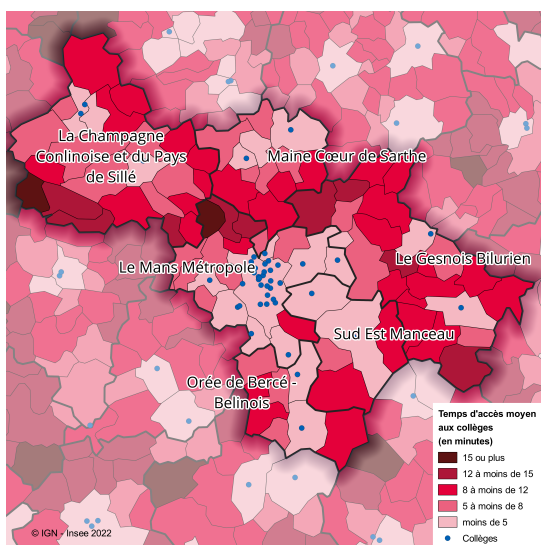 La Champagne
Conlinoise et du Pays
de Sillé
Maine Cœur de Sarthe
Le Mans Métropole
Le Gesnois Bilurien
Sud Est Manceau
Orée de Bercé -
Belinois
Temps d'accès moyen
aux collèges
(en minutes)
15 ou plus
12 à moins de 15
8 à moins de 12
5 à moins de 8
moins de 5
Collèges
© IGN - Insee 2022